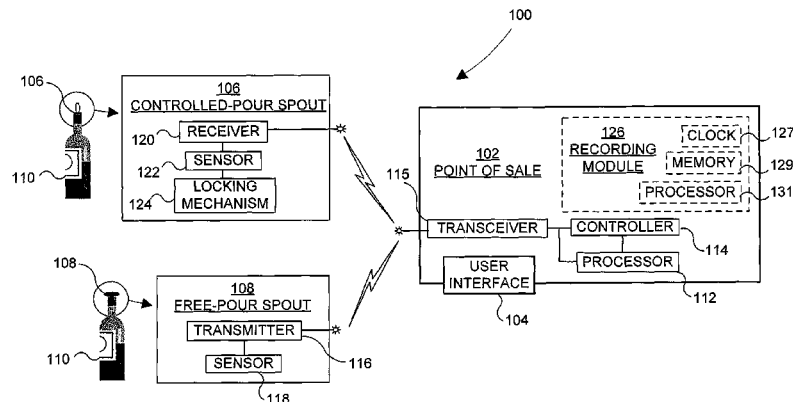 100
106
106
CONTROLLED-POUR SPOUT
RECEIVER
120
SENSOR
122
LOCKING
MECHANISM
124
110
102
POINT OF SALE
126
RECORDING
MODULE
CLOCK
127
MEMORY
129
PROCESSOR
131
115
TRANSCEIVER
CONTROLLER
114
PROCESSOR
112
USER
INTERFACE
104
108
108
FREE-POUR SPOUT
TRANSMITTER
116
SENSOR
118
110